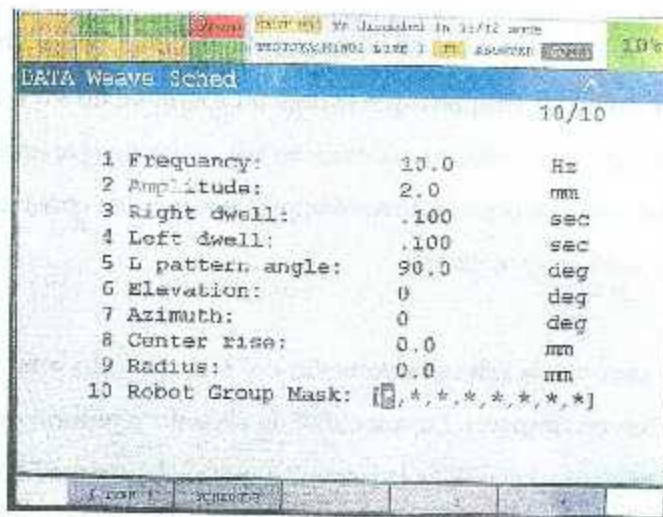 10%
DATA Weave Sched
10/10
1 Frequency: 10.0 Hz
2 Amplitude: 2.0 mm
3 Right dwell: .100 sec
4 Left dwell: .100 sec
5 L pattern angle: 90.0 deg
6 Elevation: 0 deg
7 Azimuth: 0 deg
8 Center rise: 0.0 mm
9 Radius: 0.0 mm
10 Robot Group Mask: [ ,*,*,*,*,*,*,*]